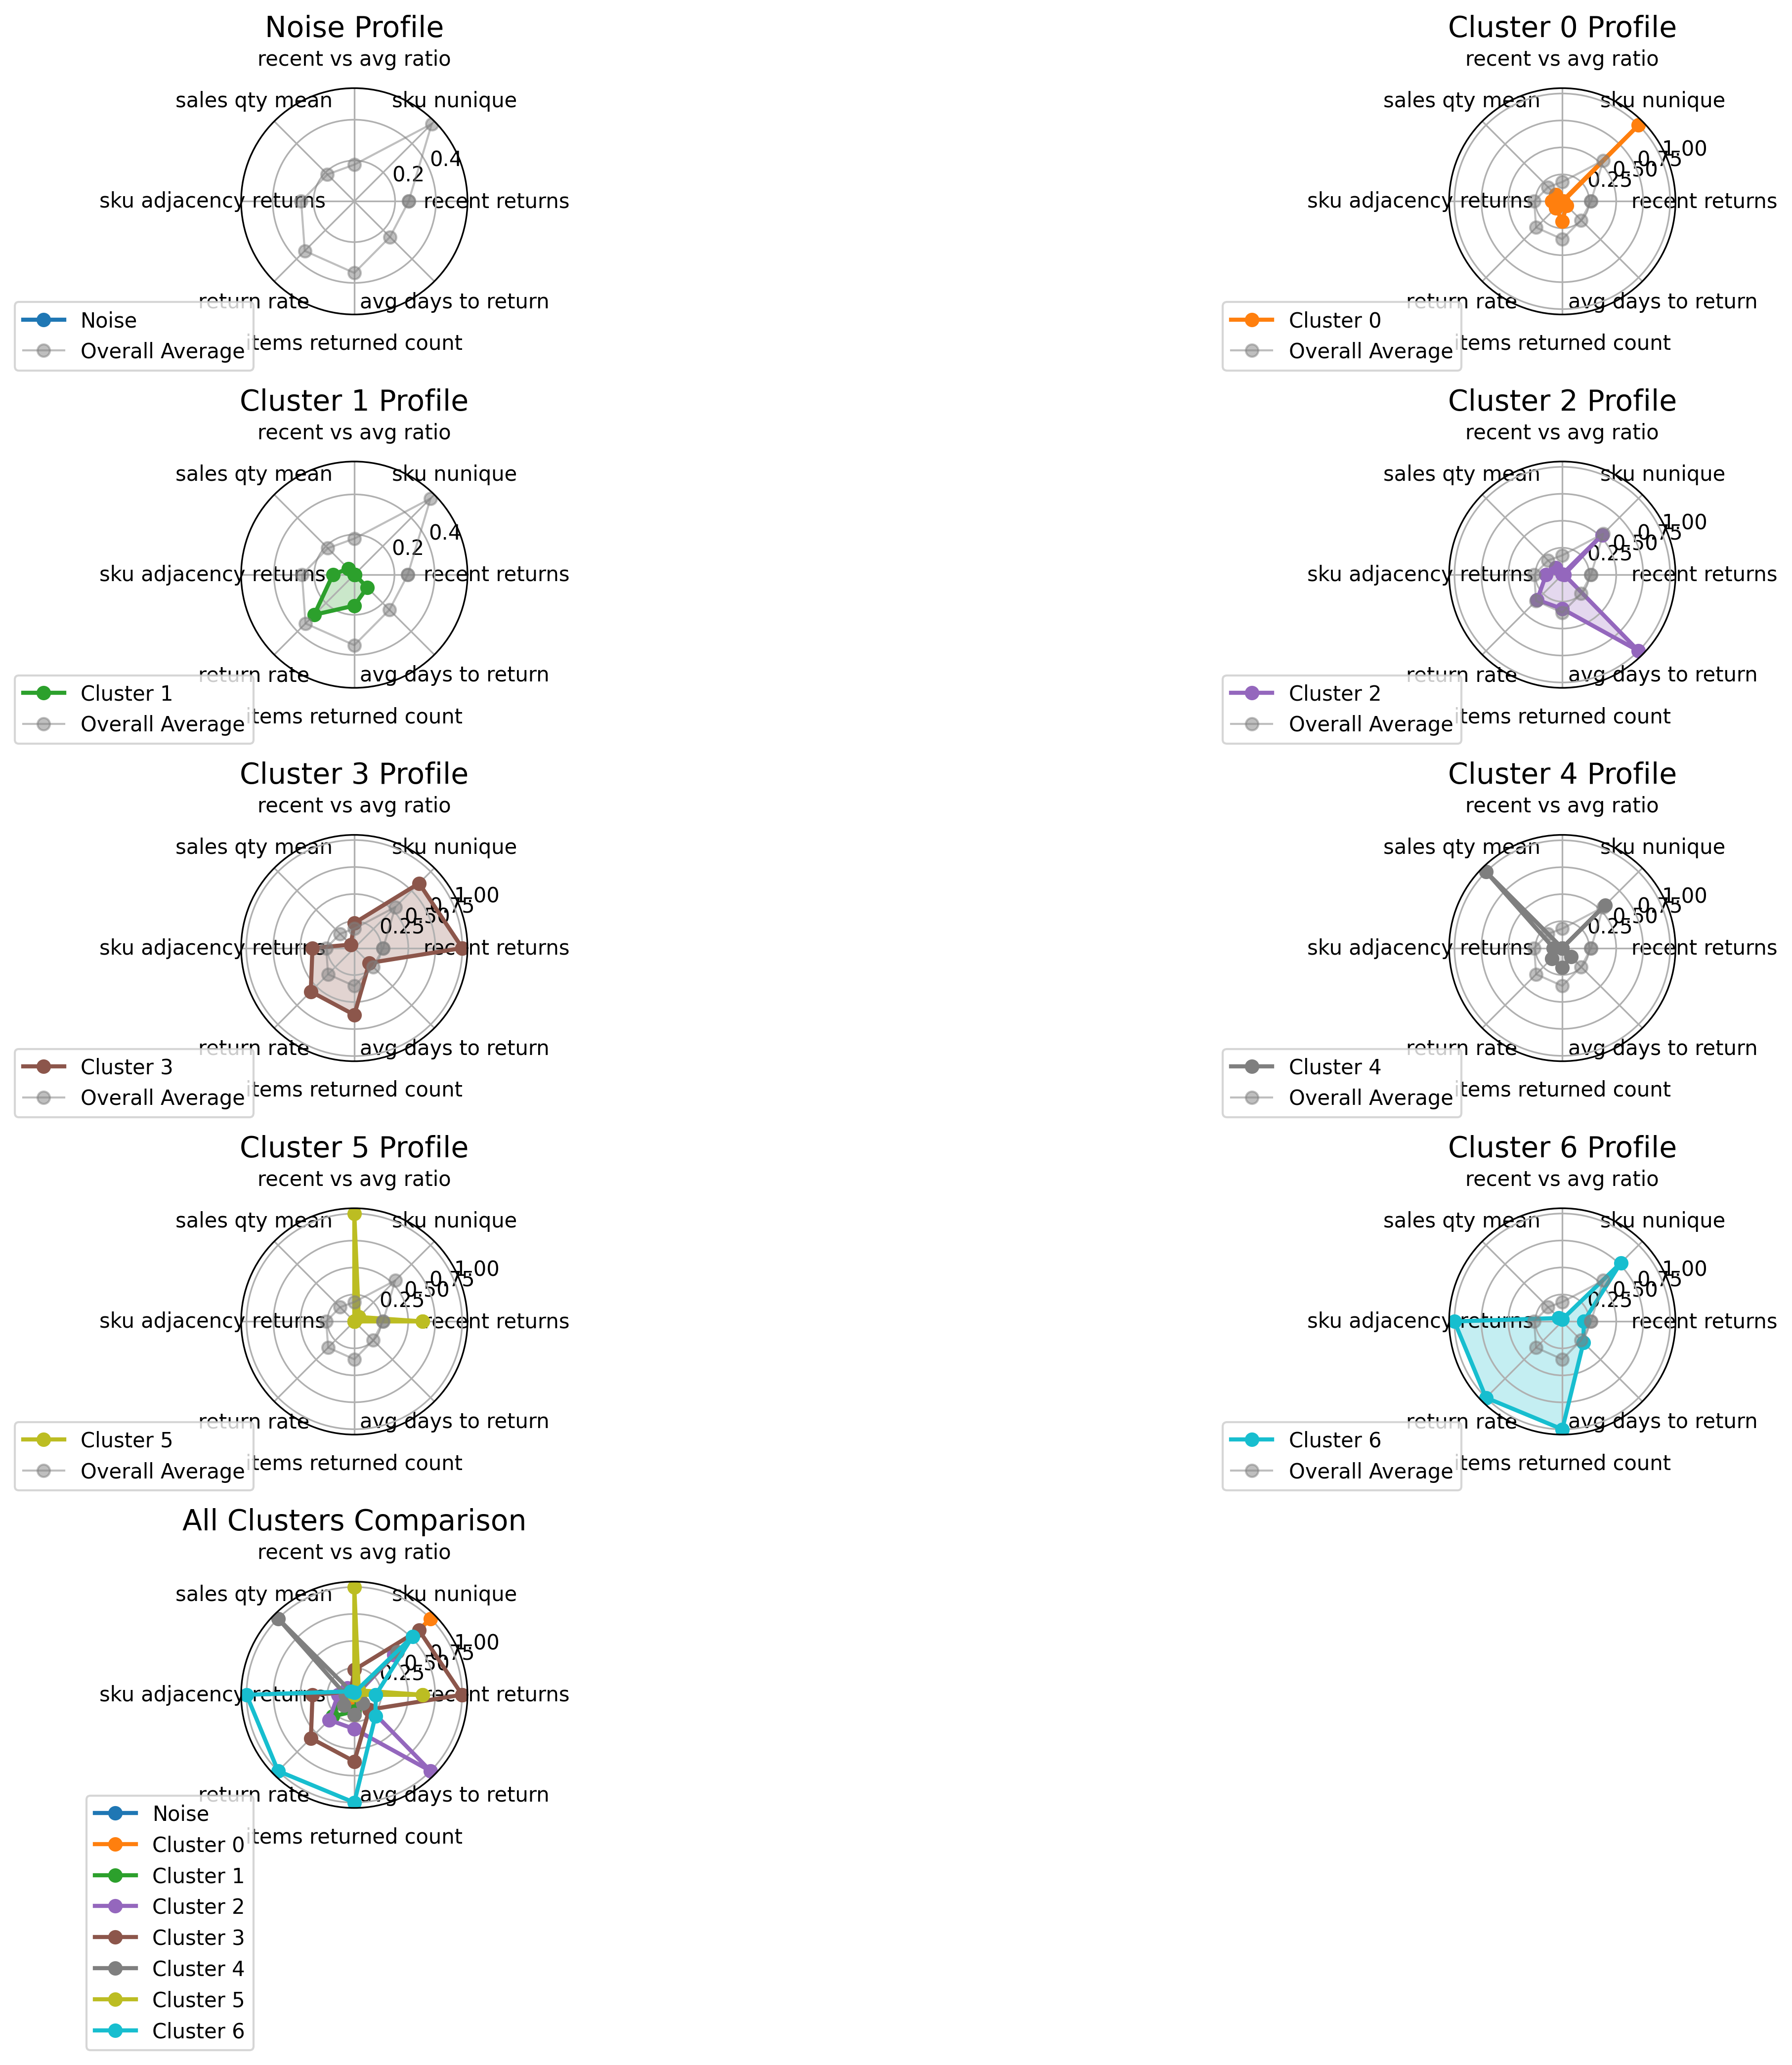 Noise Profile
recent vs avg ratio
sales qty mean
sku nunique
0.4
0.2
sku adjacency returns
recent returns
return rate
avg days to return
items returned count
Noise
Overall Average
Cluster 0 Profile
recent vs avg ratio
sales qty mean
sku nunique
1.00
0.75
0.50
0.25
sku adjacency returns
recent returns
return rate
avg days to return
items returned count
Cluster 0
Overall Average
Cluster 1 Profile
recent vs avg ratio
sales qty mean
sku nunique
0.4
0.2
sku adjacency returns
recent returns
return rate
avg days to return
items returned count
Cluster 1
Overall Average
Cluster 2 Profile
recent vs avg ratio
sales qty mean
sku nunique
1.00
0.75
0.50
0.25
sku adjacency returns
recent returns
return rate
avg days to return
items returned count
Cluster 2
Overall Average
Cluster 3 Profile
recent vs avg ratio
sales qty mean
sku nunique
1.00
0.75
0.50
0.25
sku adjacency returns
recent returns
return rate
avg days to return
items returned count
Cluster 3
Overall Average
Cluster 4 Profile
recent vs avg ratio
sales qty mean
sku nunique
1.00
0.75
0.50
0.25
sku adjacency returns
recent returns
return rate
avg days to return
items returned count
Cluster 4
Overall Average
Cluster 5 Profile
recent vs avg ratio
sales qty mean
sku nunique
1.00
0.75
0.50
0.25
sku adjacency returns
recent returns
return rate
avg days to return
items returned count
Cluster 5
Overall Average
Cluster 6 Profile
recent vs avg ratio
sales qty mean
sku nunique
1.00
0.75
0.50
0.25
sku adjacency returns
recent returns
return rate
avg days to return
items returned count
Cluster 6
Overall Average
All Clusters Comparison
recent vs avg ratio
sales qty mean
sku nunique
1.00
0.75
0.50
0.25
sku adjacency returns
recent returns
return rate
avg days to return
items returned count
Noise
Cluster 0
Cluster 1
Cluster 2
Cluster 3
Cluster 4
Cluster 5
Cluster 6